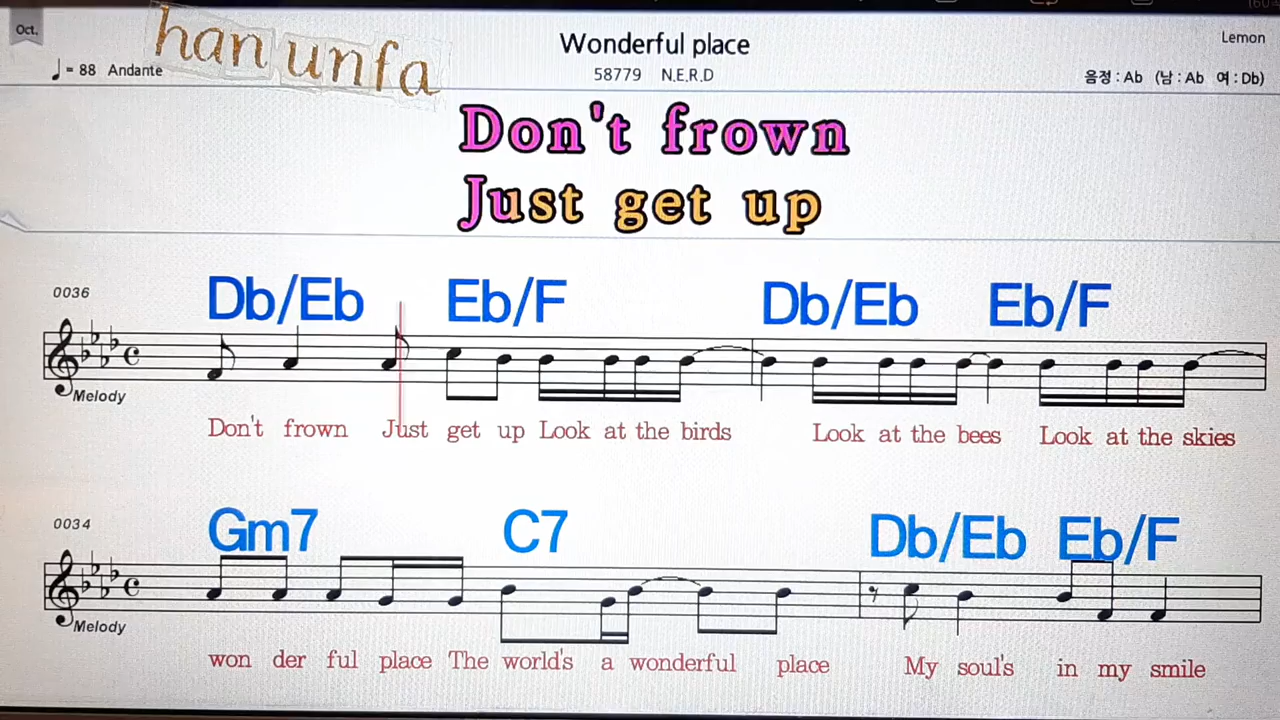 Oct.
han unfa
Wonderful place
Lemon
♩ = 88 Andante
58779 N.E.R.D
음정 : Ab (남 : Ab 여 : Db)
Don't frown
Just get up
0036
Db/Eb Eb/F Db/Eb Eb/F
Melody
Don't frown Just get up Look at the birds Look at the bees Look at the skies
0034
Gm7 C7 Db/Eb Eb/F
Melody
won der ful place The world's a wonderful place My soul's in my smile